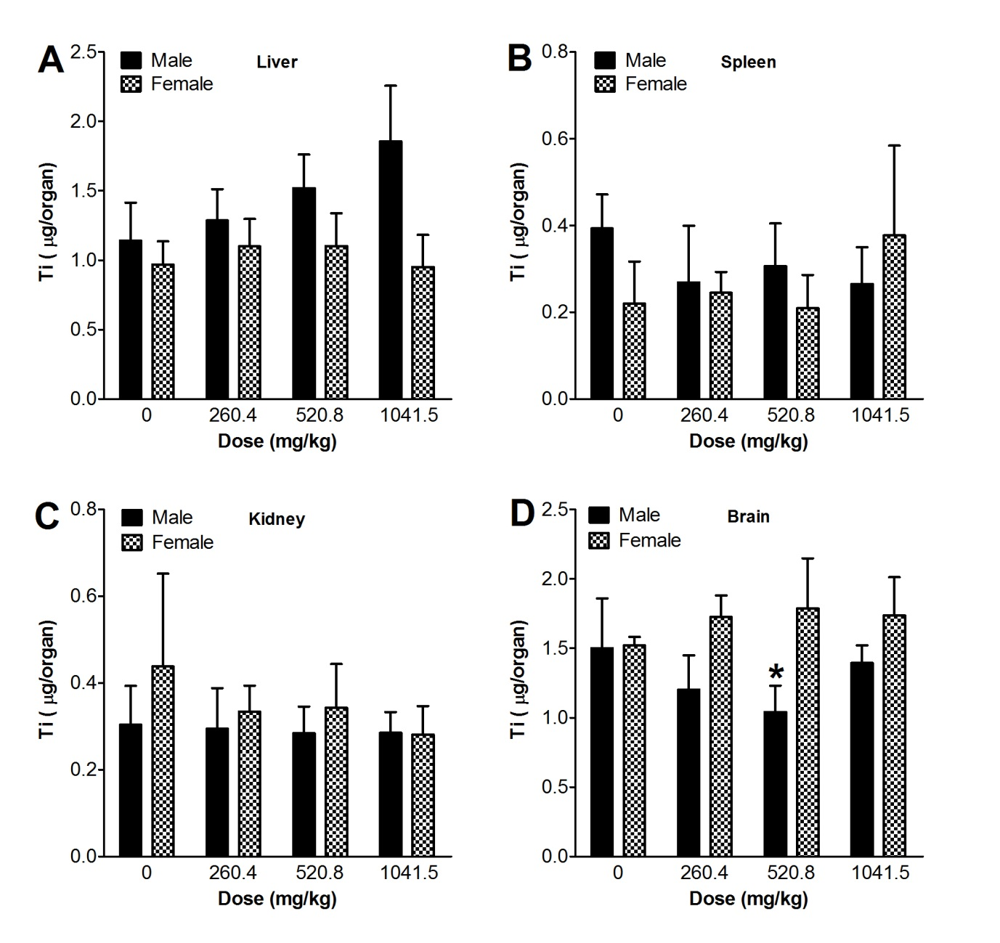 A
Liver
Male
Female
2.5
2.0
1.5
1.0
0.5
0.0
Ti ( μg/organ)
0 260.4 520.8 1041.5
Dose (mg/kg)
B
Spleen
Male
Female
0.8
0.6
0.4
0.2
0.0
Ti ( μg/organ)
0 260.4 520.8 1041.5
Dose (mg/kg)
C
Kidney
Male
Female
0.8
0.6
0.4
0.2
0.0
Ti ( μg/organ)
0 260.4 520.8 1041.5
Dose (mg/kg)
D
Brain
Male
Female
2.5
2.0
1.5
1.0
0.5
0.0
Ti ( μg/organ)
*
0 260.4 520.8 1041.5
Dose (mg/kg)